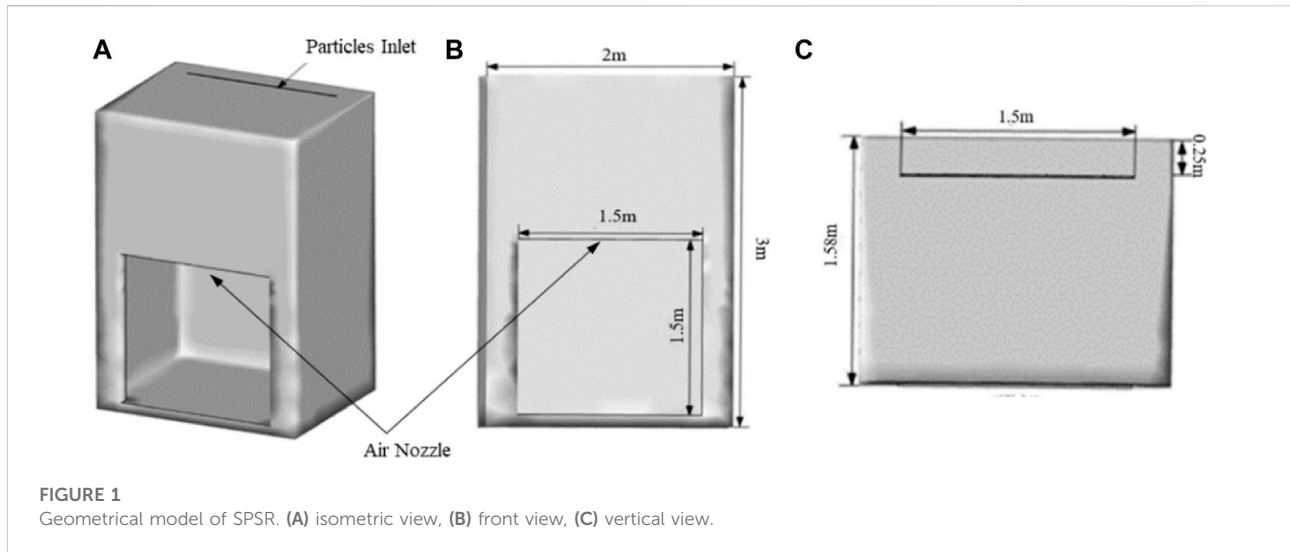 A
Particles Inlet
B
2m
C
1.5m
0.25m
1.5m
3m
1.58m
1.5m
Air Nozzle
FIGURE 1
Geometrical model of SPSR. (A) isometric view, (B) front view, (C) vertical view.